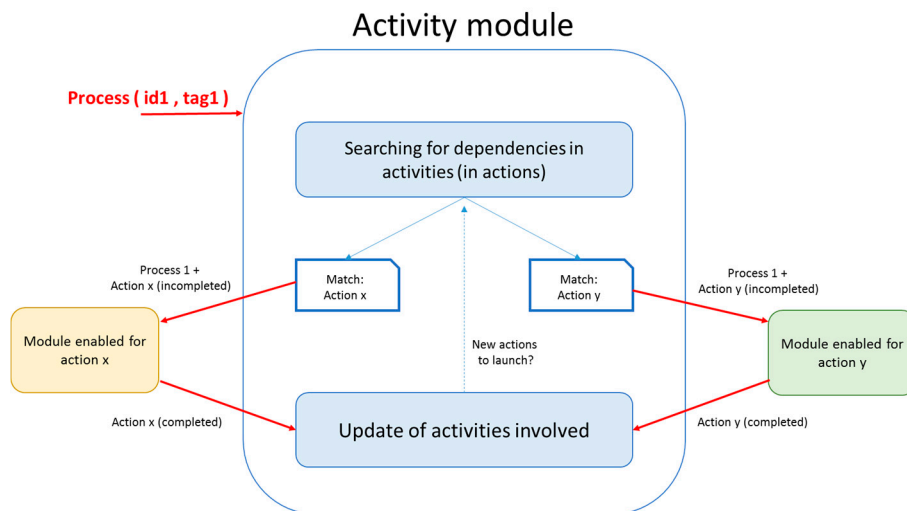 Activity module
Process ( id1 , tag1 )
Searching for dependencies in
activities (in actions)
Process 1 +
Action x (incompleted)
Match:
Action x
Match:
Action y
Process 1 +
Action y (incompleted)
Module enabled for
action x
New actions
to launch?
Module enabled for
action y
Action x (completed)
Update of activities involved
Action y (completed)